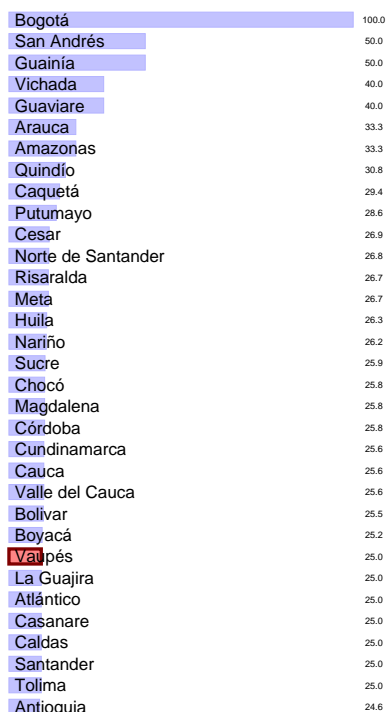 Bogotá 100.0
San Andrés 50.0
Guainía 50.0
Vichada 40.0
Guaviare 40.0
Arauca 33.3
Amazonas 33.3
Quindío 30.8
Caquetá 29.4
Putumayo 28.6
Cesar 26.9
Norte de Santander 26.8
Risaralda 26.7
Meta 26.7
Huila 26.3
Nariño 26.2
Sucre 25.9
Chocó 25.8
Magdalena 25.8
Córdoba 25.8
Cundinamarca 25.6
Cauca 25.6
Valle del Cauca 25.6
Bolivar 25.5
Boyacá 25.2
Vaupés 25.0
La Guajira 25.0
Atlántico 25.0
Casanare 25.0
Caldas 25.0
Santander 25.0
Tolima 25.0
Antioquia 24.6